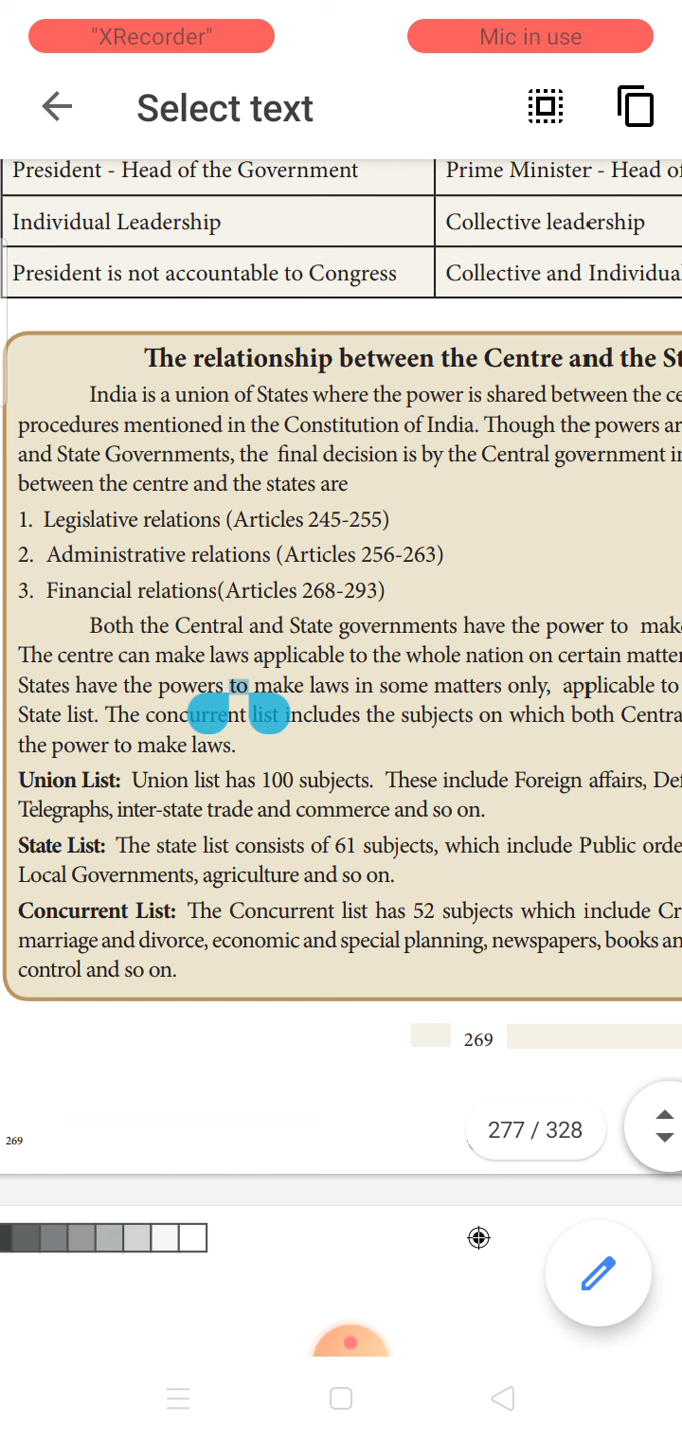 "XRecorder" Mic in use
Select text
President - Head of the Government Prime Minister - Head of
Individual Leadership Collective leadership
President is not accountable to Congress Collective and Individua
The relationship between the Centre and the St
India is a union of States where the power is shared between the ce
procedures mentioned in the Constitution of India. Though the powers ar
and State Governments, the final decision is by the Central government in
between the centre and the states are
1. Legislative relations (Articles 245-255)
2. Administrative relations (Articles 256-263)
3. Financial relations(Articles 268-293)
Both the Central and State governments have the power to mak
The centre can make laws applicable to the whole nation on certain matter
States have the powers to make laws in some matters only, applicable to
State list. The concurrent list includes the subjects on which both Centra
the power to make laws.
Union List: Union list has 100 subjects. These include Foreign affairs, Def
Telegraphs, inter-state trade and commerce and so on.
State List: The state list consists of 61 subjects, which include Public orde
Local Governments, agriculture and so on.
Concurrent List: The Concurrent list has 52 subjects which include Cr
marriage and divorce, economic and special planning, newspapers, books an
control and so on.
269
277 / 328
269